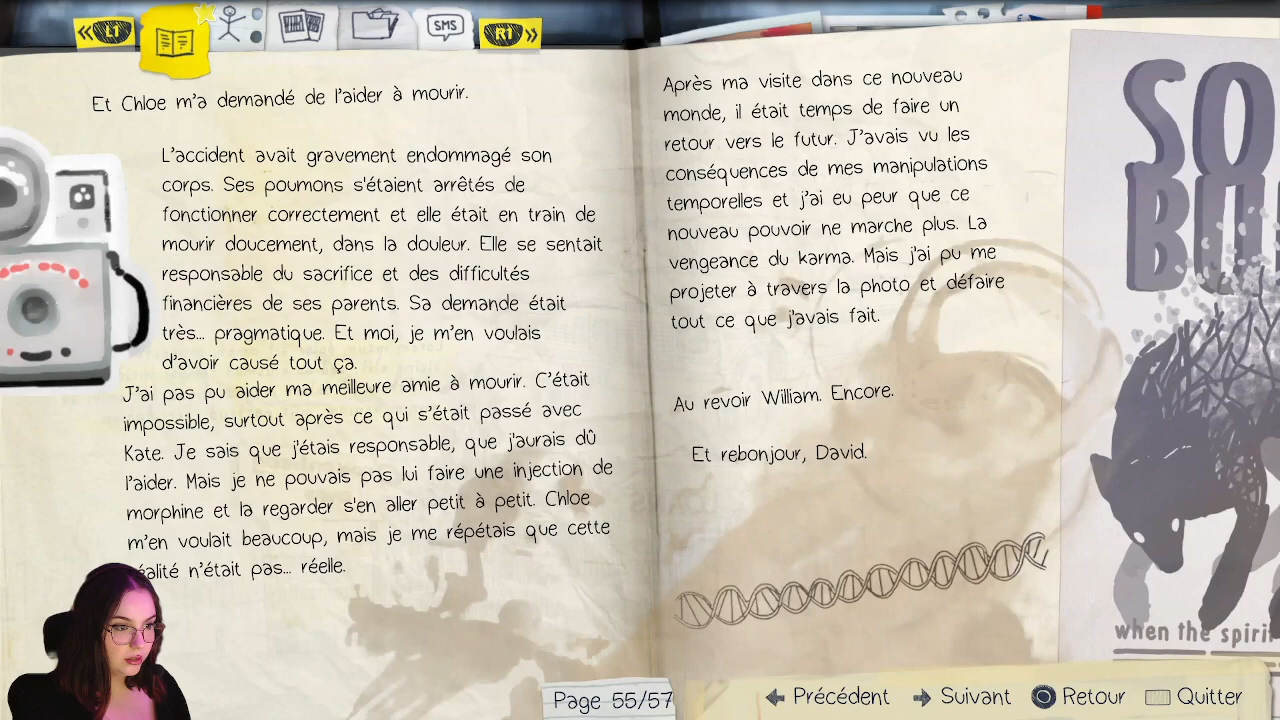 L1
SMS
R1
Et Chloe m'a demandé de l'aider à mourir.
L'accident avait gravement endommagé son
corps. Ses poumons s'étaient arrêtés de
fonctionner correctement et elle était en train de
mourir doucement, dans la douleur. Elle se sentait
responsable du sacrifice et des difficultés
financières de ses parents. Sa demande était
très... pragmatique. Et moi, je m'en voulais
d'avoir causé tout ça.
J'ai pas pu aider ma meilleure amie à mourir. C'était
impossible, surtout après ce qui s'était passé avec
Kate. Je sais que j'étais responsable, que j'aurais dû
l'aider. Mais je ne pouvais pas lui faire une injection de
morphine et la regarder s'en aller petit à petit. Chloe
m'en voulait beaucoup, mais je me répétais que cette
réalité n'était pas... réelle.
Après ma visite dans ce nouveau
monde, il était temps de faire un
retour vers le futur. J'avais vu les
conséquences de mes manipulations
temporelles et j'ai eu peur que ce
nouveau pouvoir ne marche plus. La
vengeance du karma. Mais j'ai pu me
projeter à travers la photo et défaire
tout ce que j'avais fait.
Au revoir William. Encore.
Et rebonjour, David.
SO
when the
Page 55/57
Précédent
Suivant
Retour
Quitter